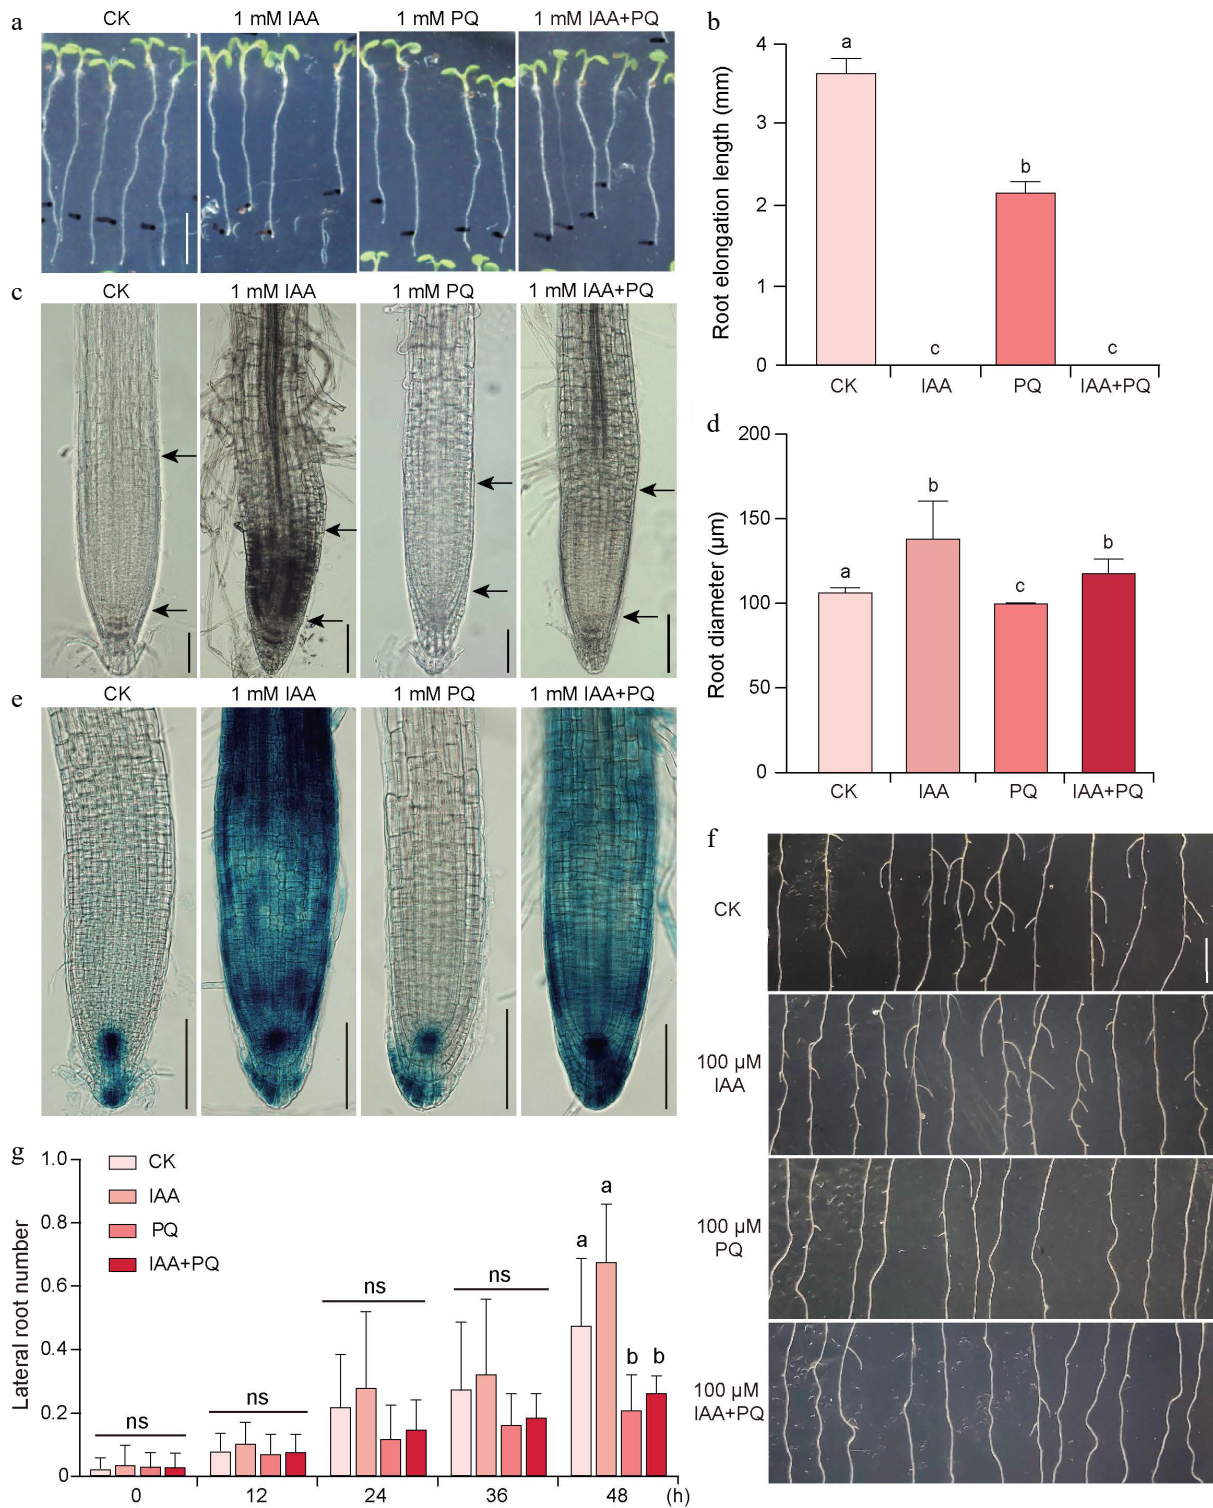 a
CK
1 mM IAA
1 mM PQ
1 mM IAA+PQ
b
Root elongation length (mm)
4
3
2
1
0
a
c
b
c
CK
IAA
PQ
IAA+PQ
c
CK
1 mM IAA
1 mM PQ
1 mM IAA+PQ
d
Root diameter (µm)
200
150
100
50
0
a
b
c
b
CK
IAA
PQ
IAA+PQ
e
CK
1 mM IAA
1 mM PQ
1 mM IAA+PQ
f
CK
100 µM
IAA
100 µM
PQ
100 µM
IAA+PQ
g
Lateral root number
1.0
0.8
0.6
0.4
0.2
0
CK
IAA
PQ
IAA+PQ
ns
ns
ns
ns
a
a
b
b
0
12
24
36
48
(h)